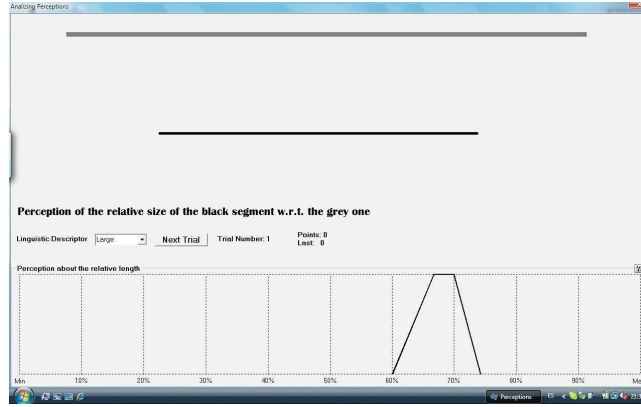 Analizing Perceptions
Perception of the relative size of the black segment w.r.t. the grey one
Linguistic Descriptor Large Next Trial Trial Number: 1 Points: 0
Last: 0
Perception about the relative length ?
Min 10% 20% 30% 40% 50% 60% 70% 80% 90%
Perceptions ES